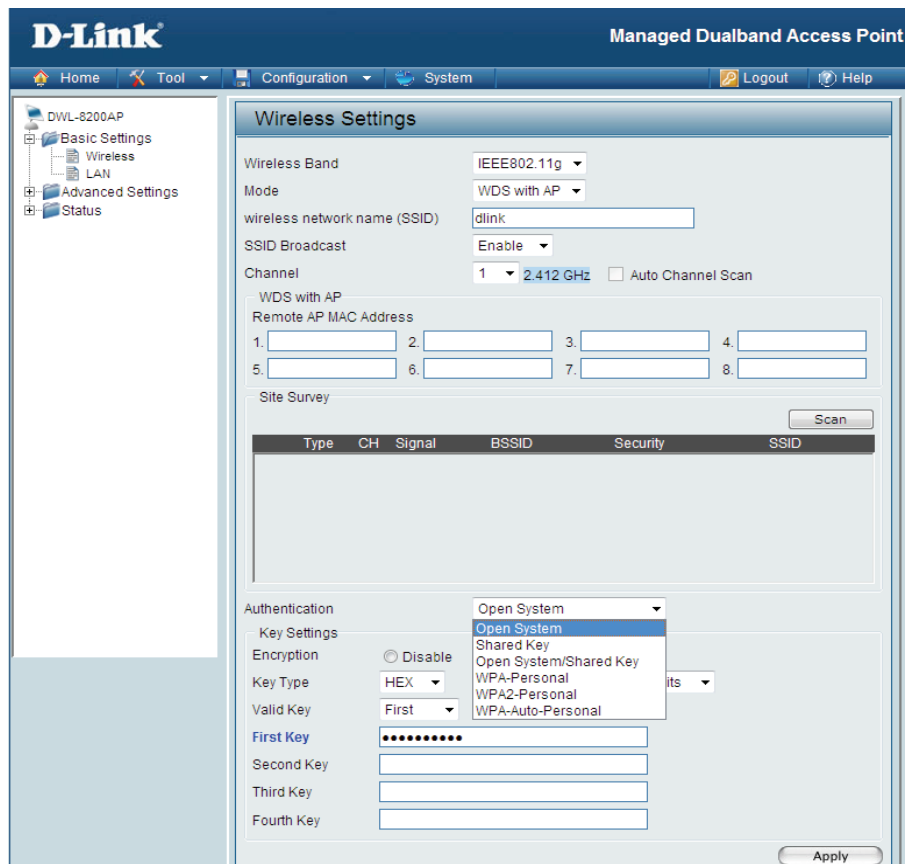 D-Link
Managed Dualband Access Point
Home Tool Configuration System Logout Help
DWL-8200AP
Basic Settings
Wireless
LAN
Advanced Settings
Status
Wireless Settings
Wireless Band IEEE802.11g
Mode WDS with AP
wireless network name (SSID) dlink
SSID Broadcast Enable
Channel 1 2.412 GHz Auto Channel Scan
WDS with AP
Remote AP MAC Address
1. 2. 3. 4.
5. 6. 7. 8.
Site Survey
Scan
Type CH Signal BSSID Security SSID
Authentication Open System
Open System
Shared Key
Open System/Shared Key
WPA-Personal
WPA2-Personal
WPA-Auto-Personal
Key Settings
Encryption Disable
Key Type HEX its
Valid Key First
First Key ••••••••••
Second Key
Third Key
Fourth Key
Apply